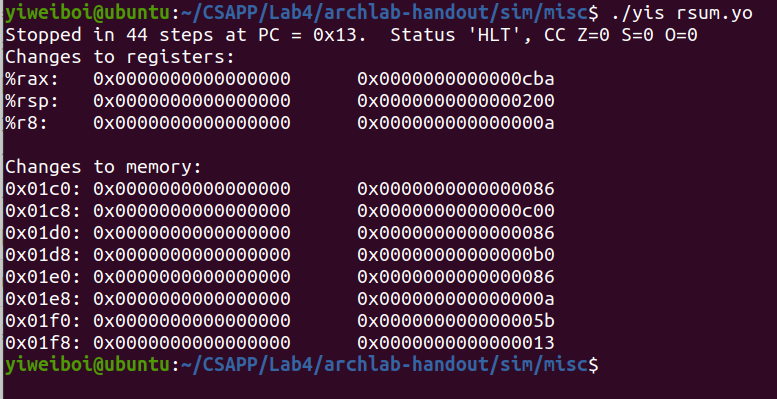 yiweiboi@ubuntu:~/CSAPP/Lab4/archlab-handout/sim/misc$ ./yis rsum.yo
Stopped in 44 steps at PC = 0x13.  Status 'HLT', CC Z=0 S=0 O=0
Changes to registers:
%rax:   0x0000000000000000      0x0000000000000cba
%rsp:   0x0000000000000000      0x0000000000000200
%r8:    0x0000000000000000      0x000000000000000a

Changes to memory:
0x01c0: 0x0000000000000000      0x0000000000000086
0x01c8: 0x0000000000000000      0x0000000000000c00
0x01d0: 0x0000000000000000      0x0000000000000086
0x01d8: 0x0000000000000000      0x00000000000000b0
0x01e0: 0x0000000000000000      0x0000000000000086
0x01e8: 0x0000000000000000      0x000000000000000a
0x01f0: 0x0000000000000000      0x000000000000005b
0x01f8: 0x0000000000000000      0x0000000000000013
yiweiboi@ubuntu:~/CSAPP/Lab4/archlab-handout/sim/misc$